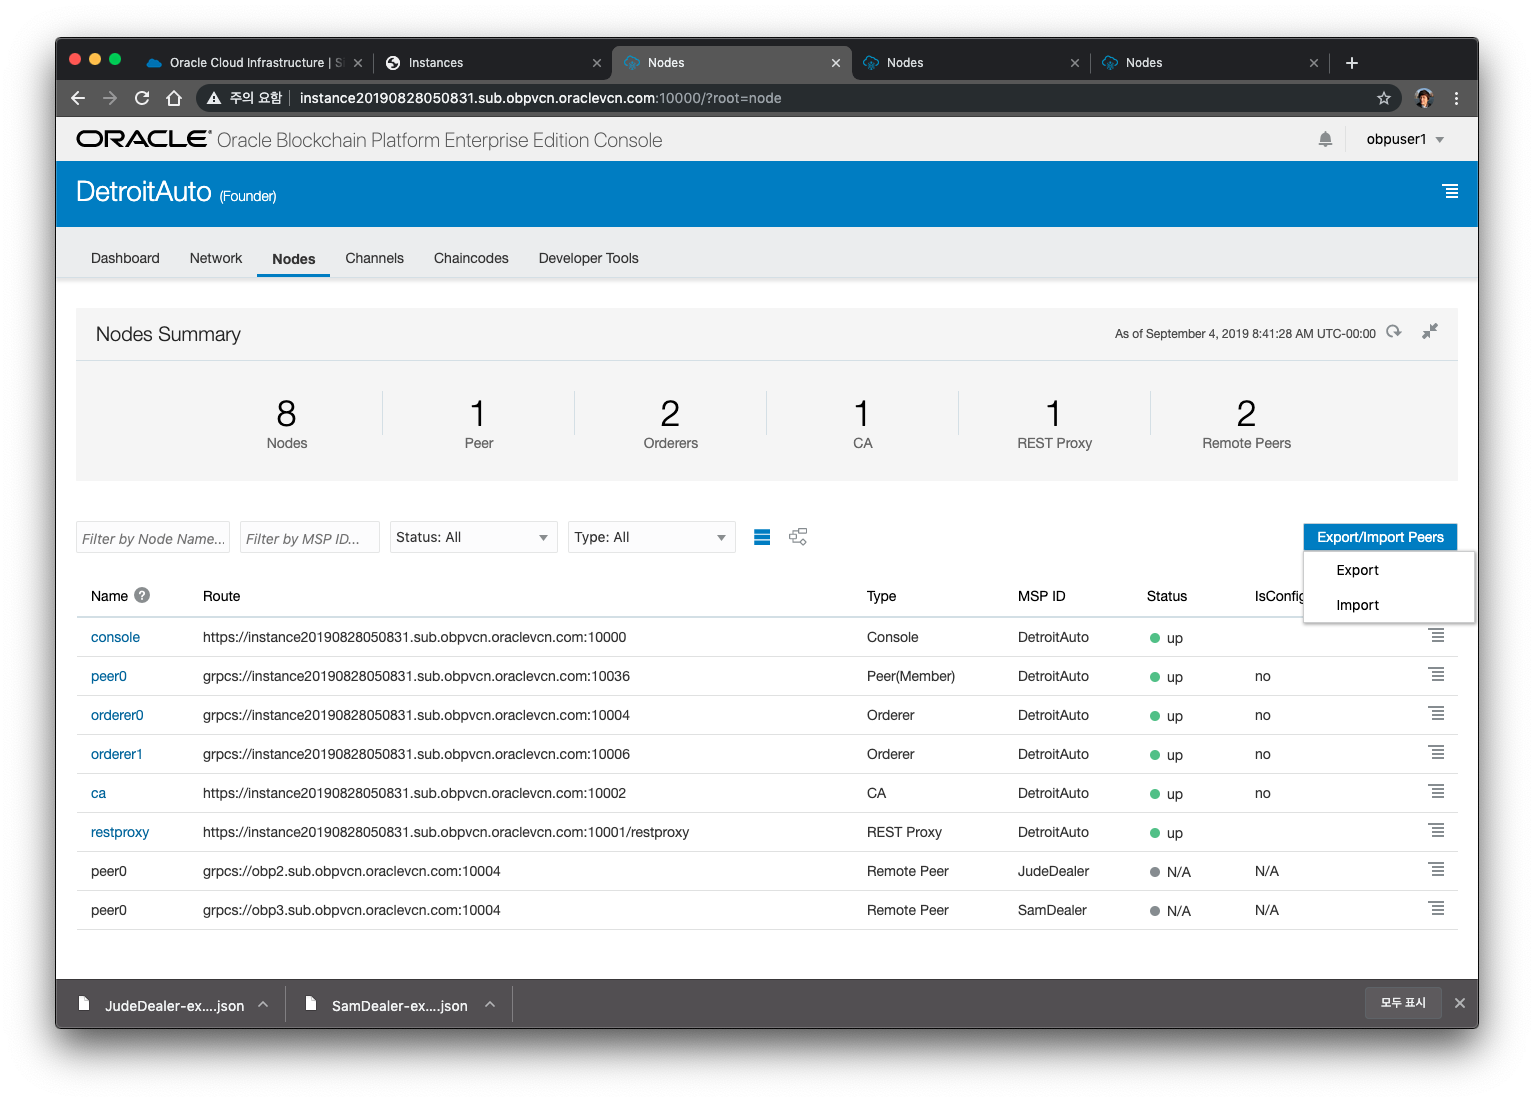 Oracle Cloud Infrastructure |
Instances
Nodes
Nodes
Nodes
주의 요함
instance20190828050831.sub.obpvcn.oraclevcn.com:10000/?root=node
ORACLE Oracle Blockchain Platform Enterprise Edition Console
obpuser1
DetroitAuto (Founder)
Dashboard Network Nodes Channels Chaincodes Developer Tools
Nodes Summary
As of September 4, 2019 8:41:28 AM UTC-00:00
8 1 2 1 1 2
Nodes Peer Orderers CA REST Proxy Remote Peers
Filter by Node Name... Filter by MSP ID... Status: All Type: All
Export/Import Peers
Export
Import
Name ? Route Type MSP ID Status IsConfig
console https://instance20190828050831.sub.obpvcn.oraclevcn.com:10000 Console DetroitAuto up
peer0 grpcs://instance20190828050831.sub.obpvcn.oraclevcn.com:10036 Peer(Member) DetroitAuto up no
orderer0 grpcs://instance20190828050831.sub.obpvcn.oraclevcn.com:10004 Orderer DetroitAuto up no
orderer1 grpcs://instance20190828050831.sub.obpvcn.oraclevcn.com:10006 Orderer DetroitAuto up no
ca https://instance20190828050831.sub.obpvcn.oraclevcn.com:10002 CA DetroitAuto up no
restproxy https://instance20190828050831.sub.obpvcn.oraclevcn.com:10001/restproxy REST Proxy DetroitAuto up
peer0 grpcs://obp2.sub.obpvcn.oraclevcn.com:10004 Remote Peer JudeDealer N/A N/A
peer0 grpcs://obp3.sub.obpvcn.oraclevcn.com:10004 Remote Peer SamDealer N/A N/A
JudeDealer-ex....json
SamDealer-ex....json
모두 표시